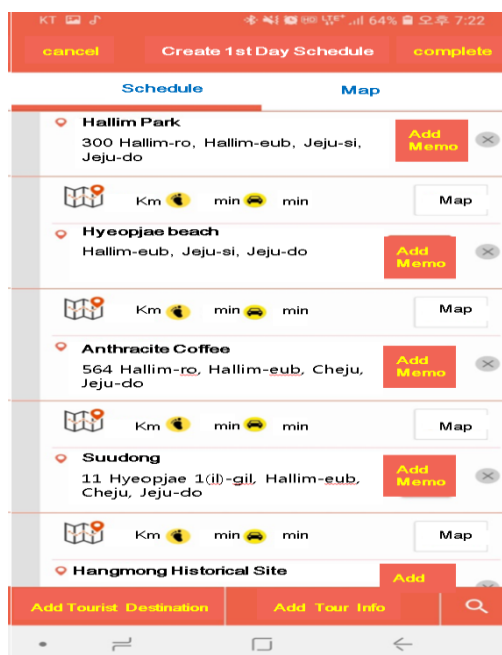 KT LTE+ 64% 오후 7:22
cancel Create 1st Day Schedule complete
Schedule Map
Hallim Park
300 Hallim-ro, Hallim-eub, Jeju-si,
Jeju-do
Add
Memo
Km min min Map
Hyeopjae beach
Hallim-eub, Jeju-si, Jeju-do
Add
Memo
Km min min Map
Anthracite Coffee
564 Hallim-ro, Hallim-eub, Cheju,
Jeju-do
Add
Memo
Km min min Map
Suudong
11 Hyeopjae 1(il)-gil, Hallim-eub,
Cheju, Jeju-do
Add
Memo
Km min min Map
Hangmong Historical Site
Add
Add Tourist Destination Add Tour Info